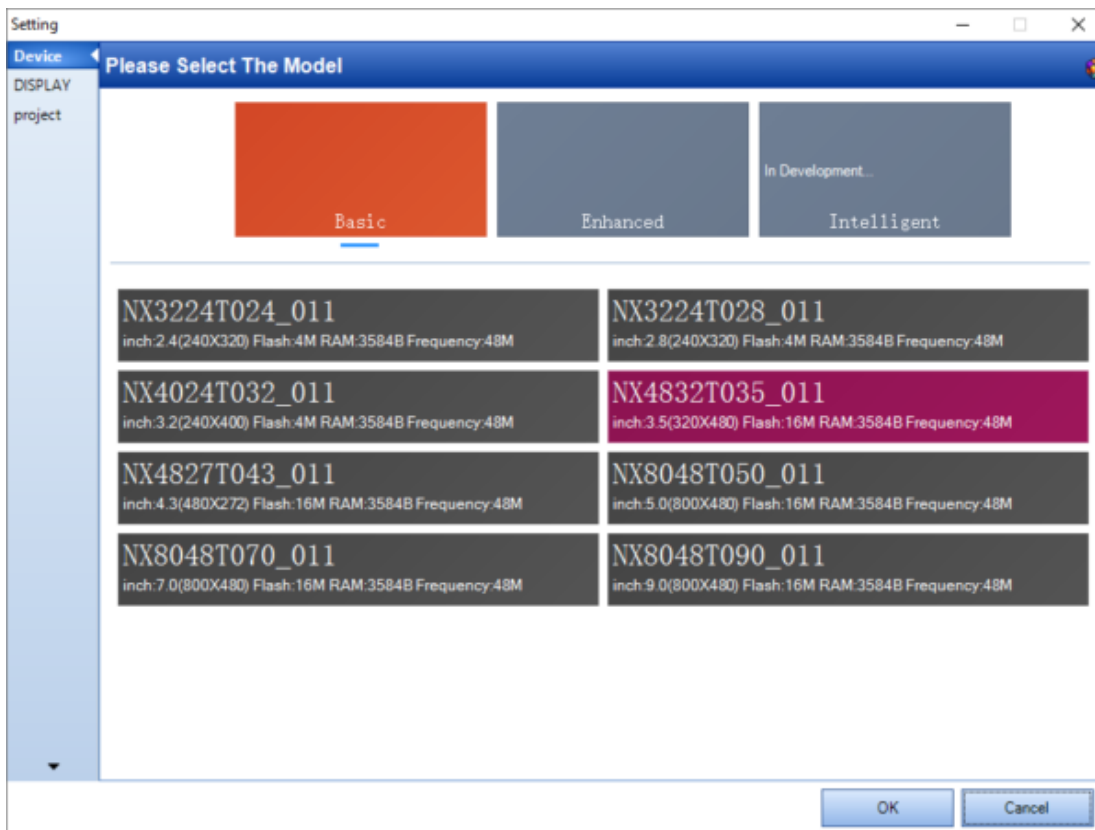 Setting
Device
DISPLAY
project
Please Select The Model
Basic
Enhanced
In Development...
Intelligent
NX3224T024_011
inch:2.4(240X320) Flash:4M RAM:3584B Frequency:48M
NX3224T028_011
inch:2.8(240X320) Flash:4M RAM:3584B Frequency:48M
NX4024T032_011
inch:3.2(240X400) Flash:4M RAM:3584B Frequency:48M
NX4832T035_011
inch:3.5(320X480) Flash:16M RAM:3584B Frequency:48M
NX4827T043_011
inch:4.3(480X272) Flash:16M RAM:3584B Frequency:48M
NX8048T050_011
inch:5.0(800X480) Flash:16M RAM:3584B Frequency:48M
NX8048T070_011
inch:7.0(800X480) Flash:16M RAM:3584B Frequency:48M
NX8048T090_011
inch:9.0(800X480) Flash:16M RAM:3584B Frequency:48M
OK
Cancel